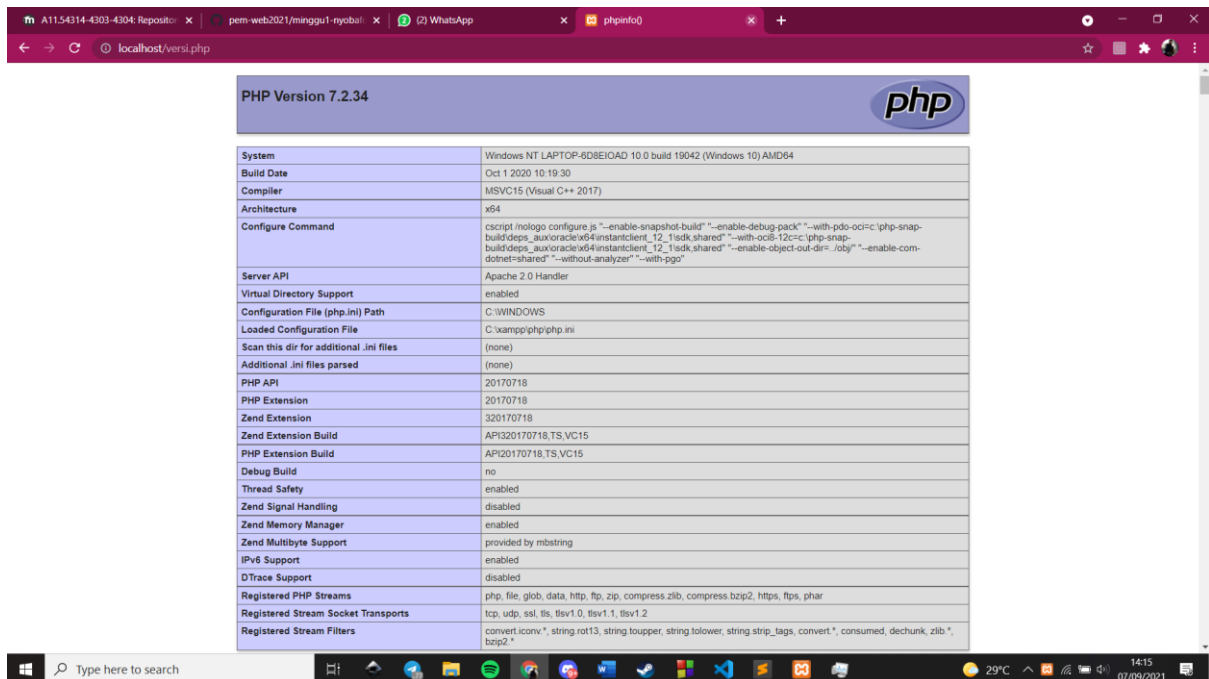 A11.54314-4303-4304: Repositor
pem-web2021/minggu1-nyobaf
(2) WhatsApp
phpinfo()
localhost/versi.php
PHP Version 7.2.34
php
System Windows NT LAPTOP-6D8EIOAD 10.0 build 19042 (Windows 10) AMD64
Build Date Oct 1 2020 10:19:30
Compiler MSVC15 (Visual C++ 2017)
Architecture x64
Configure Command cscript /nologo configure.js "--enable-snapshot-build" "--enable-debug-pack" "--with-pdo-oci=c:\php-snap-
build\deps_aux\oracle\x64\instantclient_12_1\sdk,shared" "--with-oci8-12c=c:\php-snap-
build\deps_aux\oracle\x64\instantclient_12_1\sdk,shared" "--enable-object-out-dir=../obj/" "--enable-com-
dotnet=shared" "--without-analyzer" "--with-pgo"
Server API Apache 2.0 Handler
Virtual Directory Support enabled
Configuration File (php.ini) Path C:\WINDOWS
Loaded Configuration File C:\xampp\php\php.ini
Scan this dir for additional .ini files (none)
Additional .ini files parsed (none)
PHP API 20170718
PHP Extension 20170718
Zend Extension 320170718
Zend Extension Build API320170718,TS,VC15
PHP Extension Build API20170718,TS,VC15
Debug Build no
Thread Safety enabled
Zend Signal Handling disabled
Zend Memory Manager enabled
Zend Multibyte Support provided by mbstring
IPv6 Support enabled
DTrace Support disabled
Registered PHP Streams php, file, glob, data, http, ftp, zip, compress.zlib, compress.bzip2, https, ftps, phar
Registered Stream Socket Transports tcp, udp, ssl, tls, tlsv1.0, tlsv1.1, tlsv1.2
Registered Stream Filters convert.iconv.*, string.rot13, string.toupper, string.tolower, string.strip_tags, convert.*, consumed, dechunk, zlib.*,
bzip2.*
Type here to search
29°C
14:15
07/09/2021